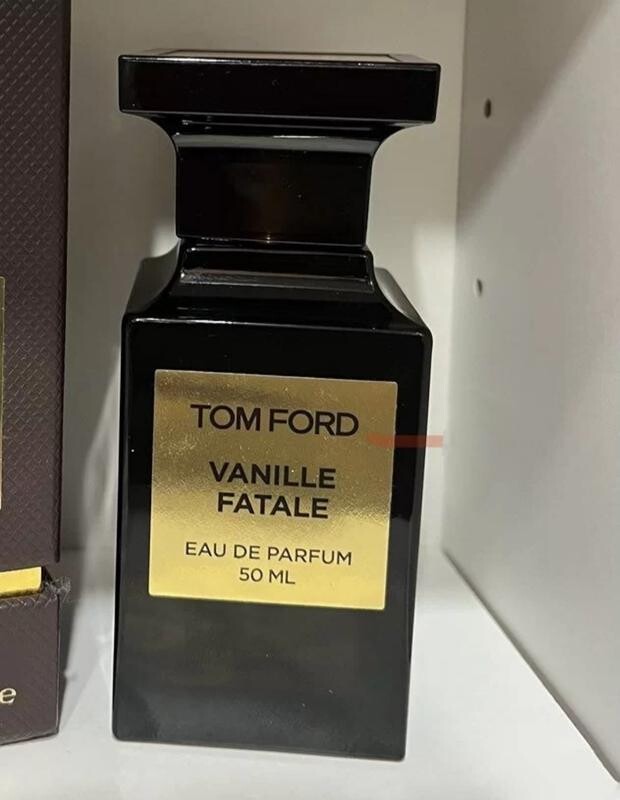 TOM FORD
VANILLE
FATALE
EAU DE PARFUM
50 ML
e